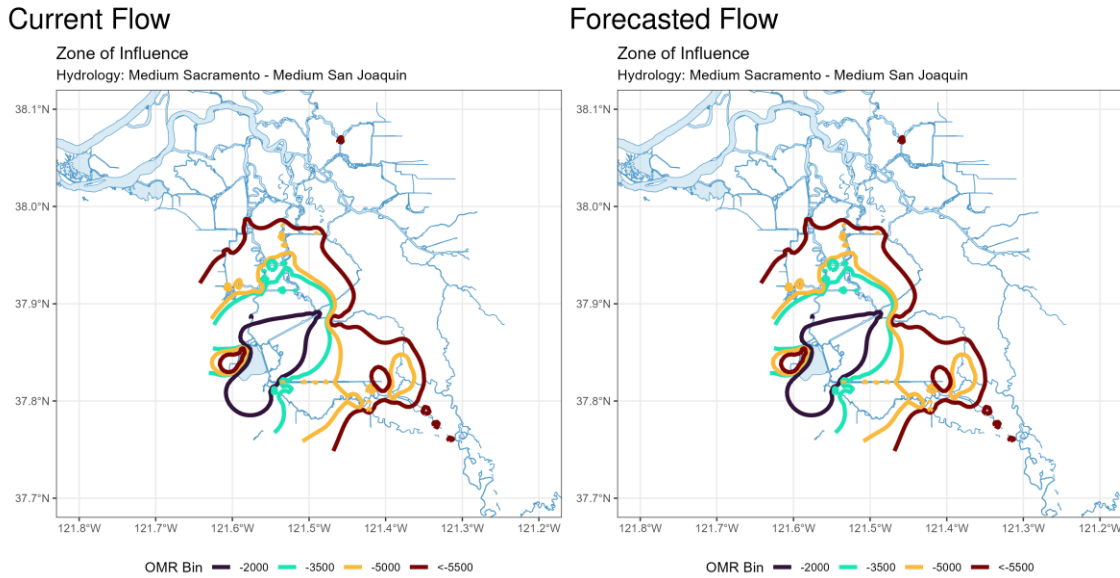 Current Flow
Zone of Influence
Hydrology: Medium Sacramento - Medium San Joaquin
38.1°N
38.0°N
37.9°N
37.8°N
37.7°N
121.8°W 121.7°W 121.6°W 121.5°W 121.4°W 121.3°W 121.2°W
OMR Bin -2000 -3500 -5000 <-5500
Forecasted Flow
Zone of Influence
Hydrology: Medium Sacramento - Medium San Joaquin
38.1°N
38.0°N
37.9°N
37.8°N
37.7°N
121.8°W 121.7°W 121.6°W 121.5°W 121.4°W 121.3°W 121.2°W
OMR Bin -2000 -3500 -5000 <-5500